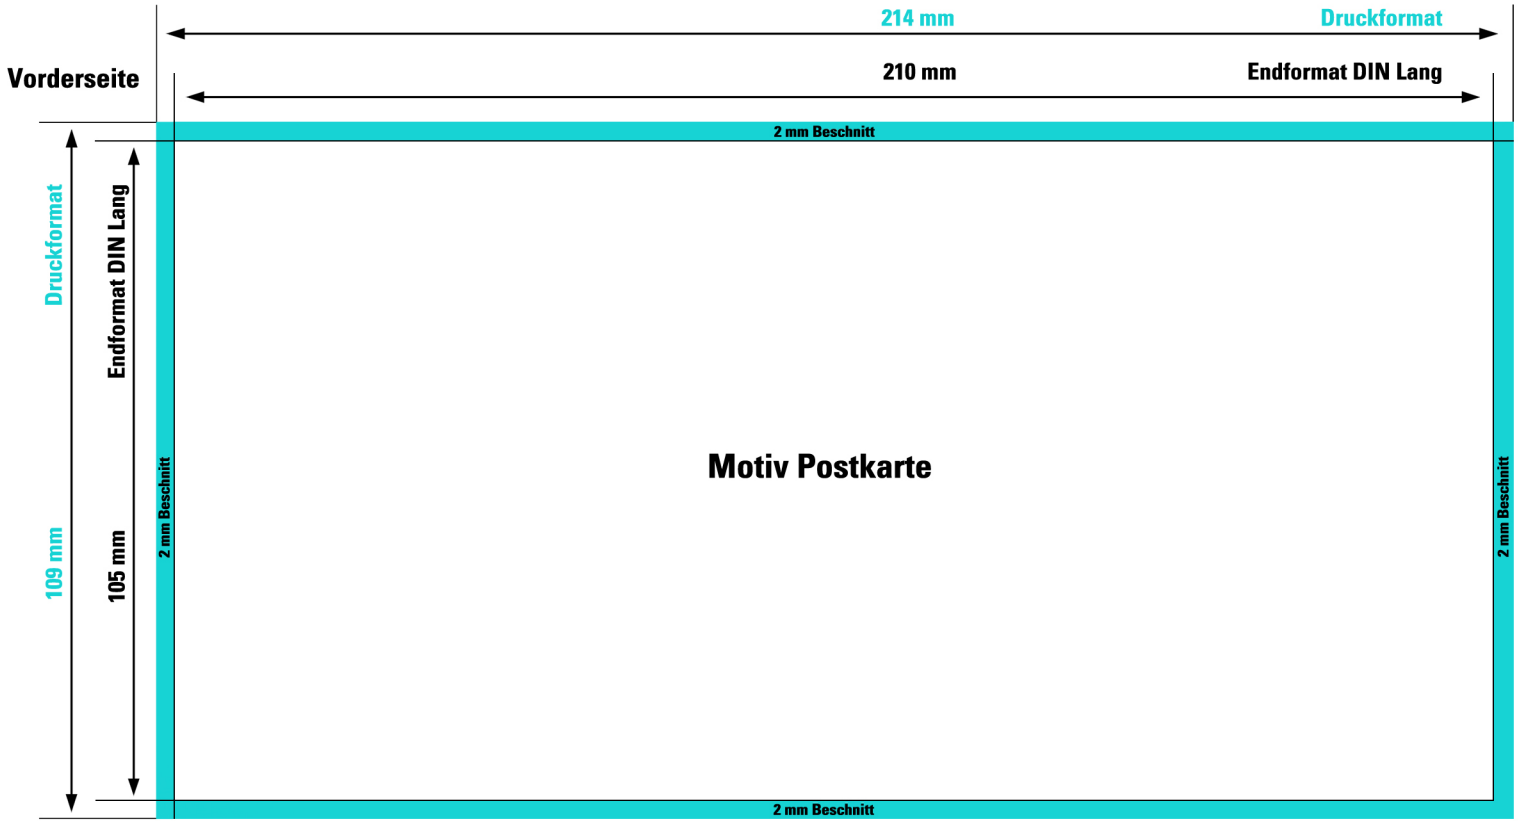 214 mm Druckformat
210 mm Endformat DIN Lang
Vorderseite
2 mm Beschnitt
Druckformat
Endformat DIN Lang
109 mm
105 mm
2 mm Beschnitt
Motiv Postkarte
2 mm Beschnitt
2 mm Beschnitt